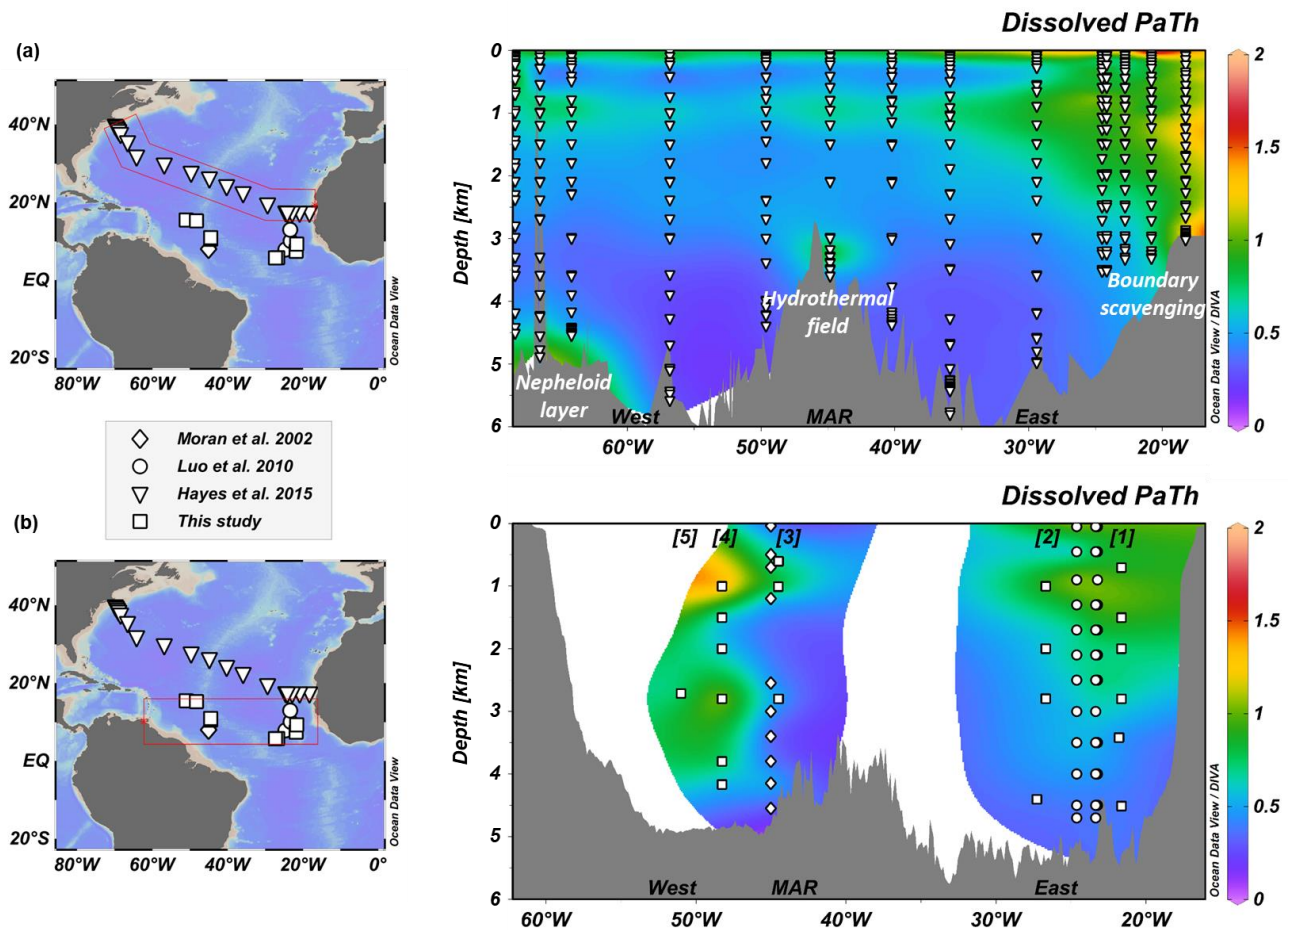 (a)
40°N
20°N
EQ
20°S
80°W 60°W 40°W 20°W 0°
Ocean Data View
Dissolved PaTh
0
1
2
3
4
5
6
Depth [km]
Nepheloid
layer
Hydrothermal
field
Boundary
scavenging
West MAR East
60°W 50°W 40°W 30°W 20°W
Ocean Data View / DIVA
2
1.5
1
0.5
0
Moran et al. 2002
Luo et al. 2010
Hayes et al. 2015
This study
(b)
40°N
20°N
EQ
20°S
80°W 60°W 40°W 20°W 0°
Ocean Data View
Dissolved PaTh
0
1
2
3
4
5
6
Depth [km]
[5] [4] [3] [2] [1]
West MAR East
60°W 50°W 40°W 30°W 20°W
Ocean Data View / DIVA
2
1.5
1
0.5
0